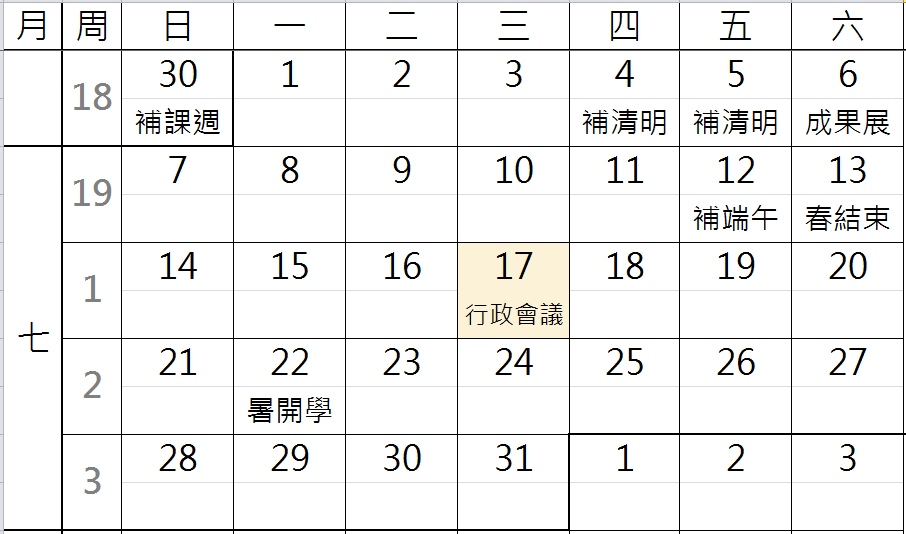 月 周 日 一 二 三 四 五 六
18 30 1 2 3 4 5 6
補課週 補清明 補清明 成果展
19 7 8 9 10 11 12 13
補端午 春結束
七
1 14 15 16 17 18 19 20
行政會議
2 21 22 23 24 25 26 27
暑開學
3 28 29 30 31 1 2 3